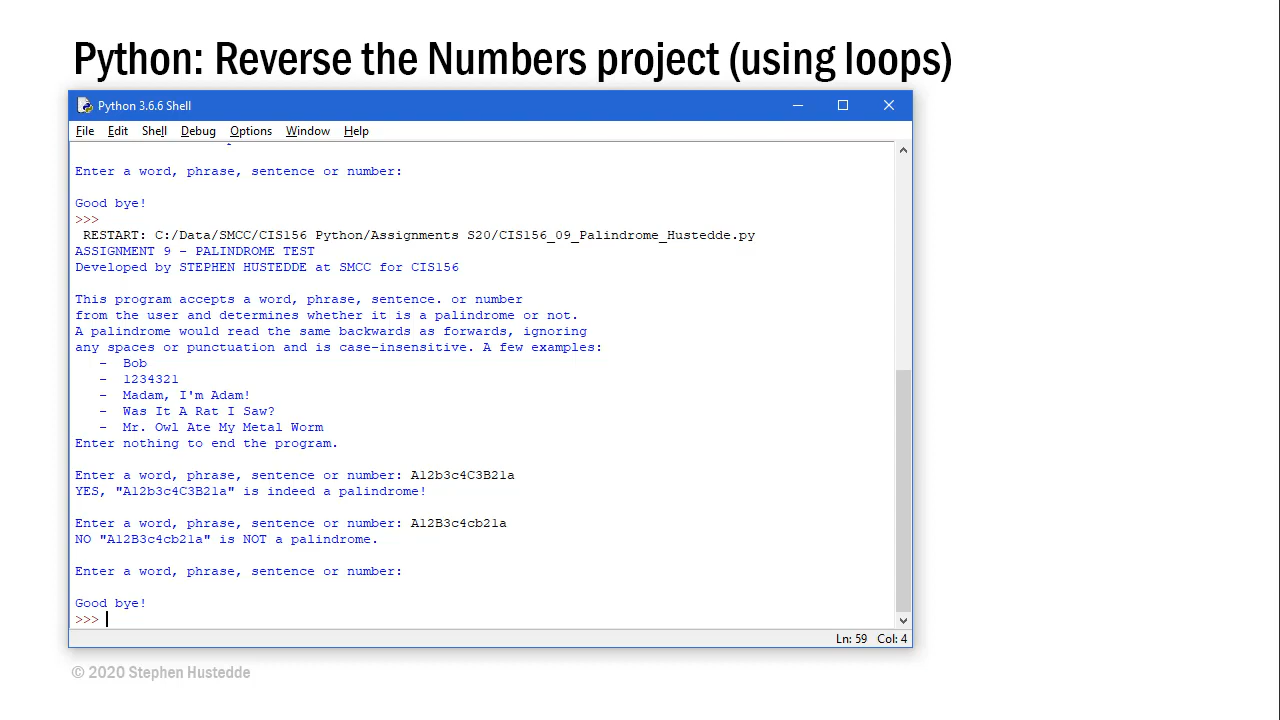 Python: Reverse the Numbers project (using loops)
Python 3.6.6 Shell
File Edit Shell Debug Options Window Help
Enter a word, phrase, sentence or number:
Good bye!
>>>
RESTART: C:/Data/SMCC/CIS156 Python/Assignments S20/CIS156_09_Palindrome_Hustedde.py
ASSIGNMENT 9 - PALINDROME TEST
Developed by STEPHEN HUSTEDDE at SMCC for CIS156
This program accepts a word, phrase, sentence. or number
from the user and determines whether it is a palindrome or not.
A palindrome would read the same backwards as forwards, ignoring
any spaces or punctuation and is case-insensitive. A few examples:
- Bob
- 1234321
- Madam, I'm Adam!
- Was It A Rat I Saw?
- Mr. Owl Ate My Metal Worm
Enter nothing to end the program.
Enter a word, phrase, sentence or number: A12b3c4C3B21a
YES, "A12b3c4C3B21a" is indeed a palindrome!
Enter a word, phrase, sentence or number: A12B3c4cb21a
NO "A12B3c4cb21a" is NOT a palindrome.
Enter a word, phrase, sentence or number:
Good bye!
>>>
Ln: 59 Col: 4
© 2020 Stephen Hustedde